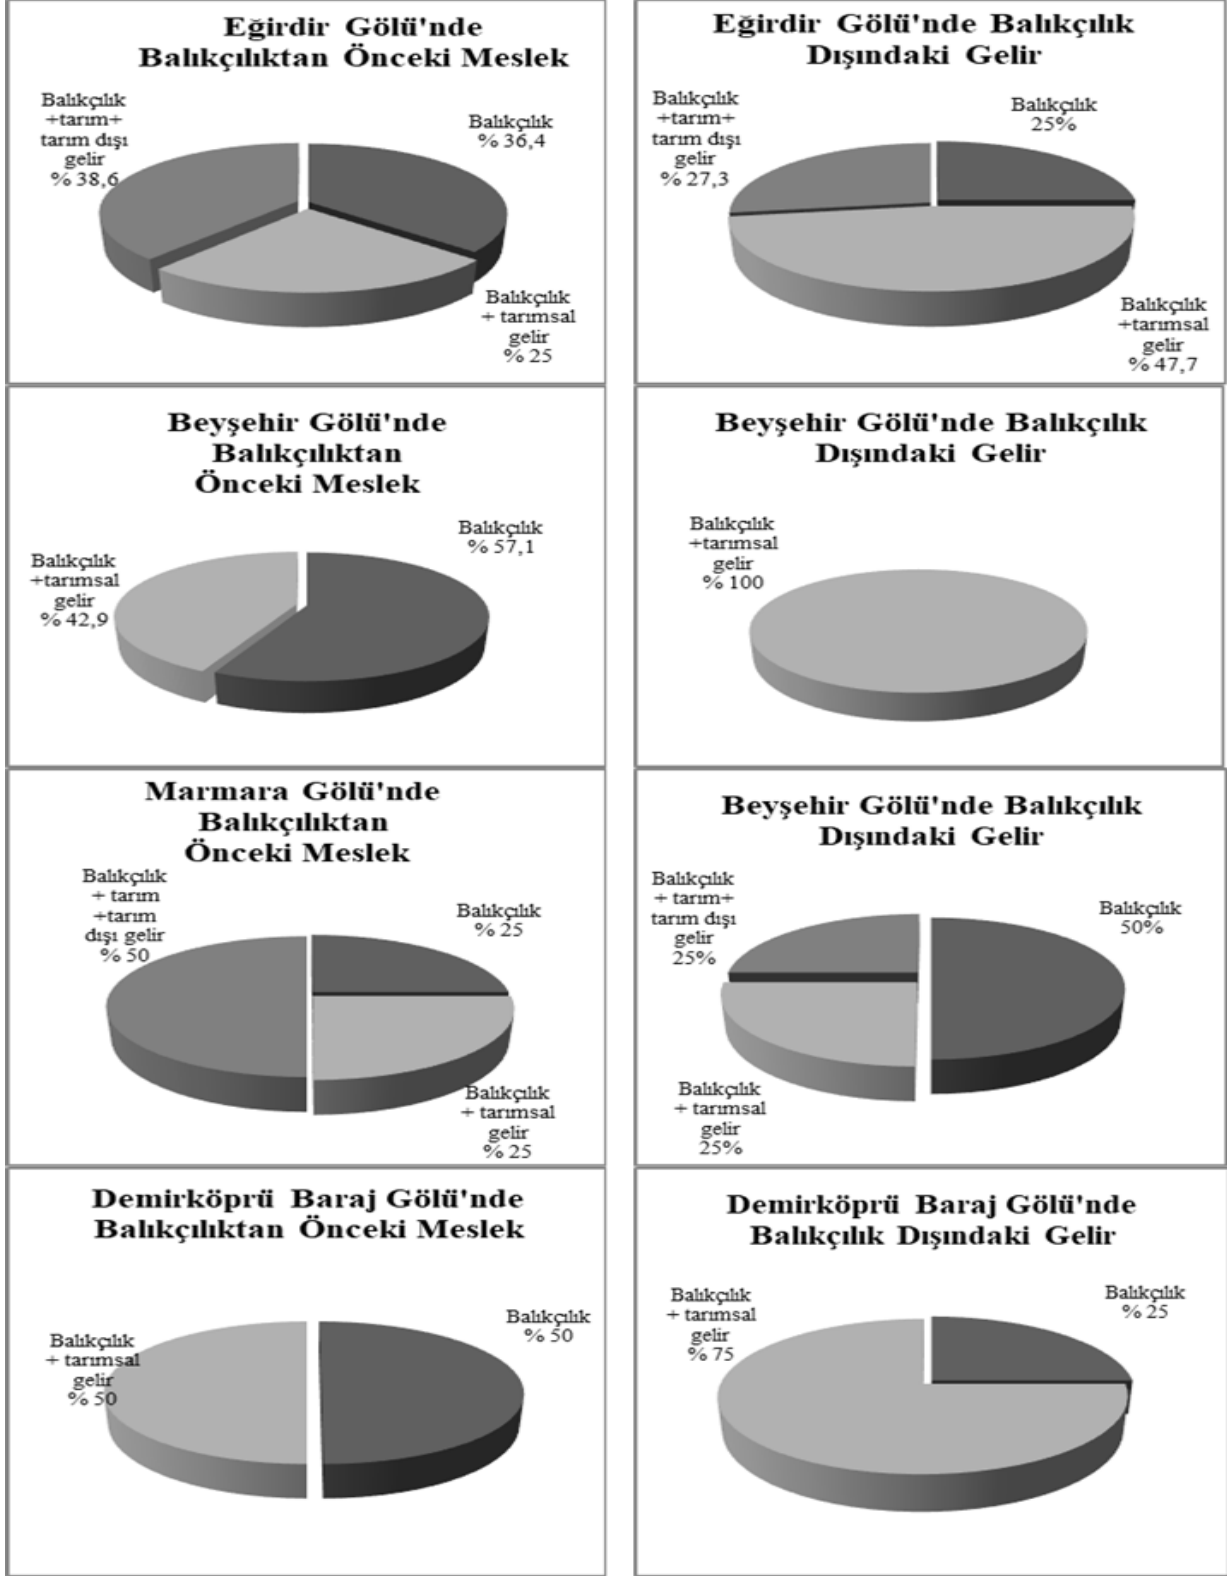 Eğirdir Gölü'nde
Balıkçılıktan Önceki Meslek
Balıkçılık
+tarım+
tarım dışı
gelir
% 38,6
Balıkçılık
% 36,4
Balıkçılık
+ tarımsal
gelir
% 25
Eğirdir Gölü'nde Balıkçılık
Dışındaki Gelir
Balıkçılık
+tarım+
tarım dışı
gelir
% 27,3
Balıkçılık
25%
Balıkçılık
+tarımsal
gelir
% 47,7
Beyşehir Gölü'nde
Balıkçılıktan
Önceki Meslek
Balıkçılık
+tarımsal
gelir
% 42,9
Balıkçılık
% 57,1
Beyşehir Gölü'nde Balıkçılık
Dışındaki Gelir
Balıkçılık
+tarımsal
gelir
% 100
Marmara Gölü'nde
Balıkçılıktan
Önceki Meslek
Balıkçılık
+ tarım
+tarım
dışı gelir
% 50
Balıkçılık
% 25
Balıkçılık
+ tarımsal
gelir
% 25
Beyşehir Gölü'nde Balıkçılık
Dışındaki Gelir
Balıkçılık
+ tarım+
tarım dışı
gelir
25%
Balıkçılık
50%
Balıkçılık
+ tarımsal
gelir
25%
Demirköprü Baraj Gölü'nde
Balıkçılıktan Önceki Meslek
Balıkçılık
+ tarımsal
gelir
% 50
Balıkçılık
% 50
Demirköprü Baraj Gölü'nde
Balıkçılık Dışındaki Gelir
Balıkçılık
+ tarımsal
gelir
% 75
Balıkçılık
% 25